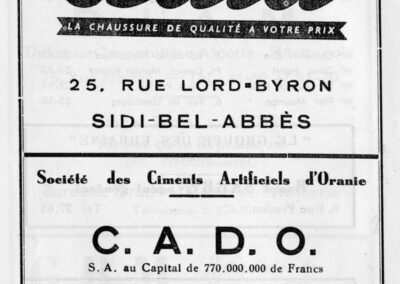 LA CHAUSSURE DE QUALITÉ A VOTRE PRIX
25, RUE LORD-BYRON
SIDI-BEL-ABBÈS
Société des Ciments Artificiels d'Oranie
C. A. D. O.
S. A. au Capital de 770.000.000 de Francs